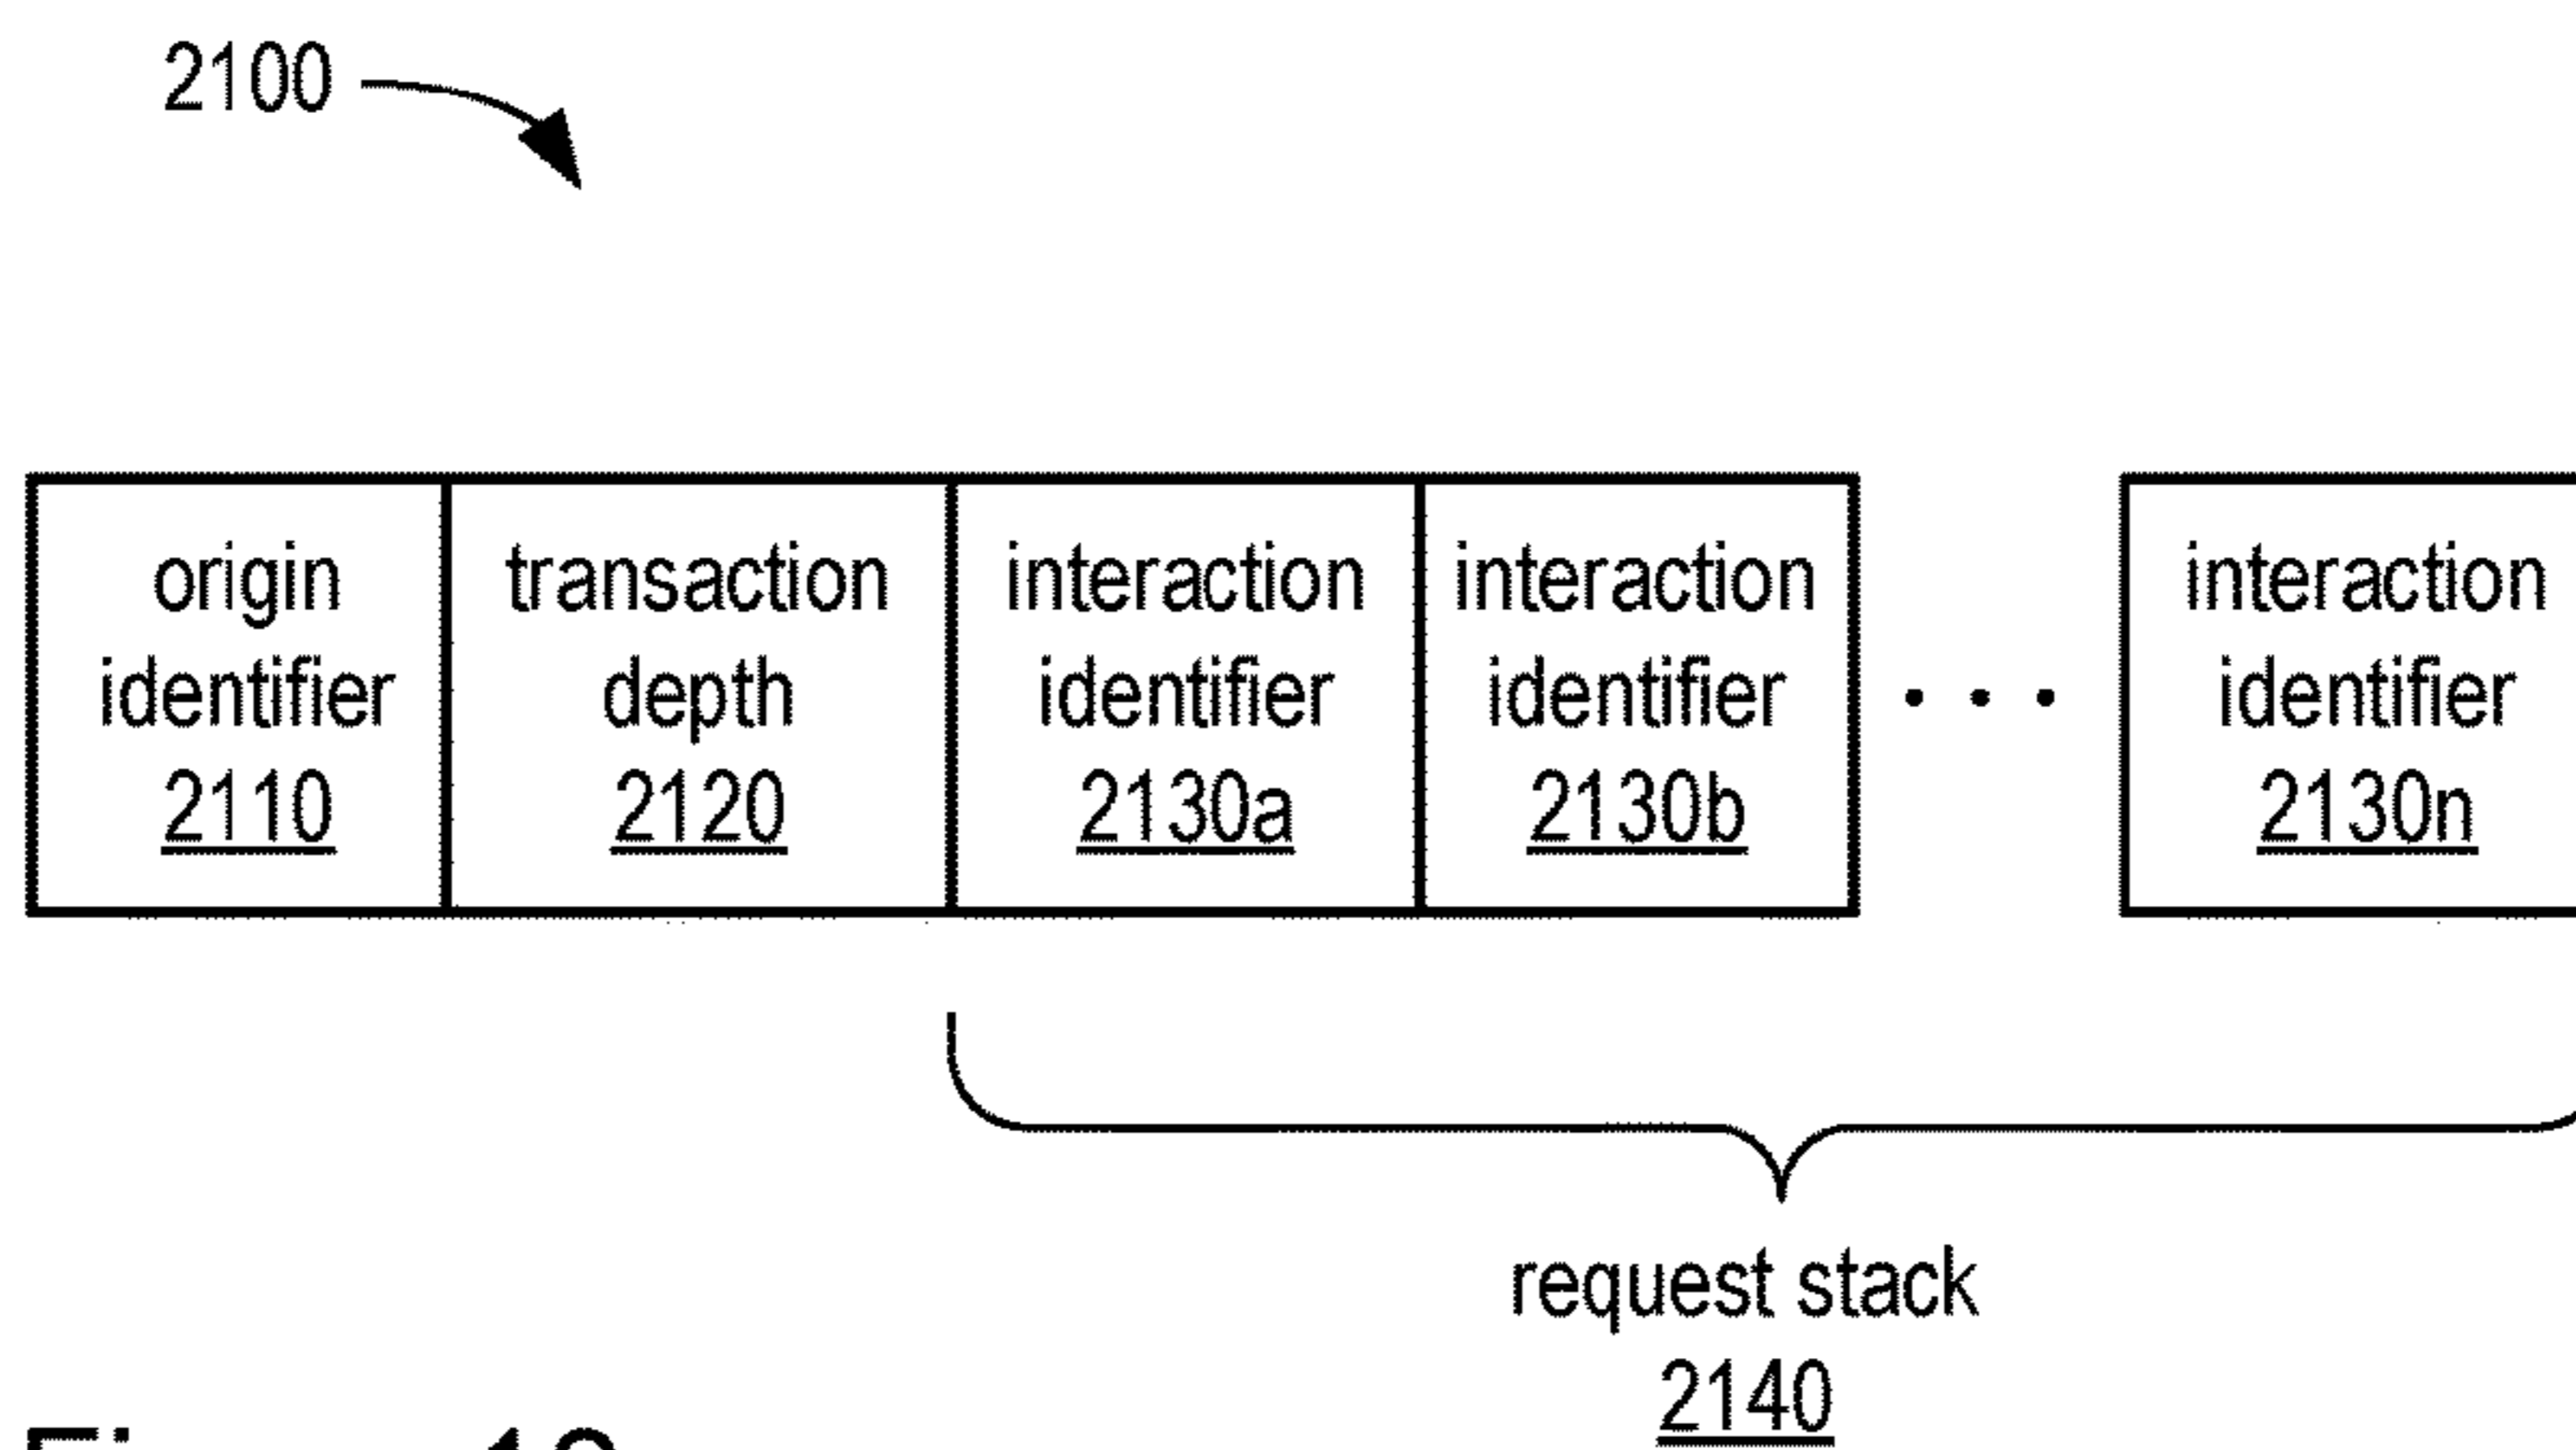 2100
origin transaction interaction interaction interaction
identifier depth identifier identifier . . . identifier
2110 2120 2130a 2130b 2130n
request stack
2140